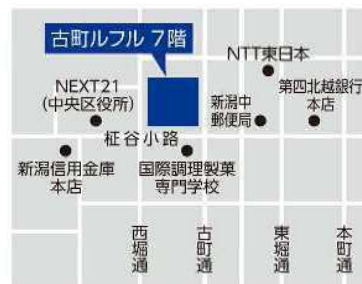 古町ルフル 7階
NTT東日本
NEXT21
(中央区役所)
新潟中
郵便局
第四北越銀行
本店
柾谷小路
新潟信用金庫
本店
国際調理製菓
専門学校
西堀通
古町通
東堀通
本町通